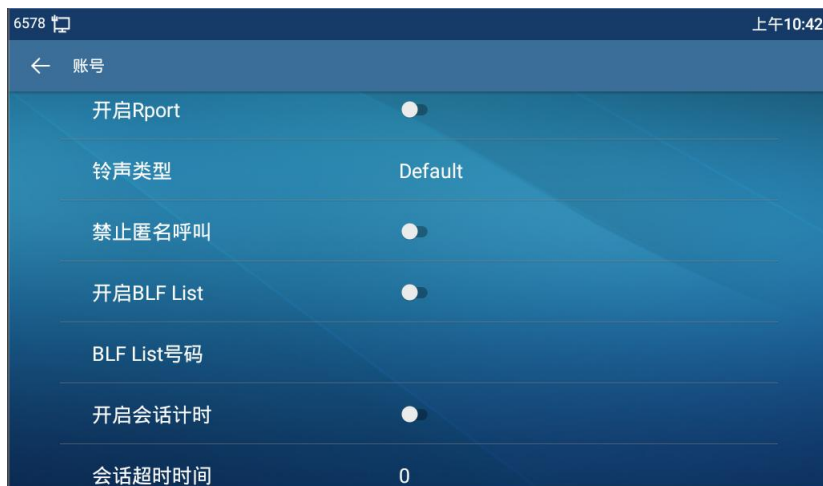 6578 上午10:42
账号
开启Rport
铃声类型 Default
禁止匿名呼叫
开启BLF List
BLF List号码
开启会话计时
会话超时时间 0